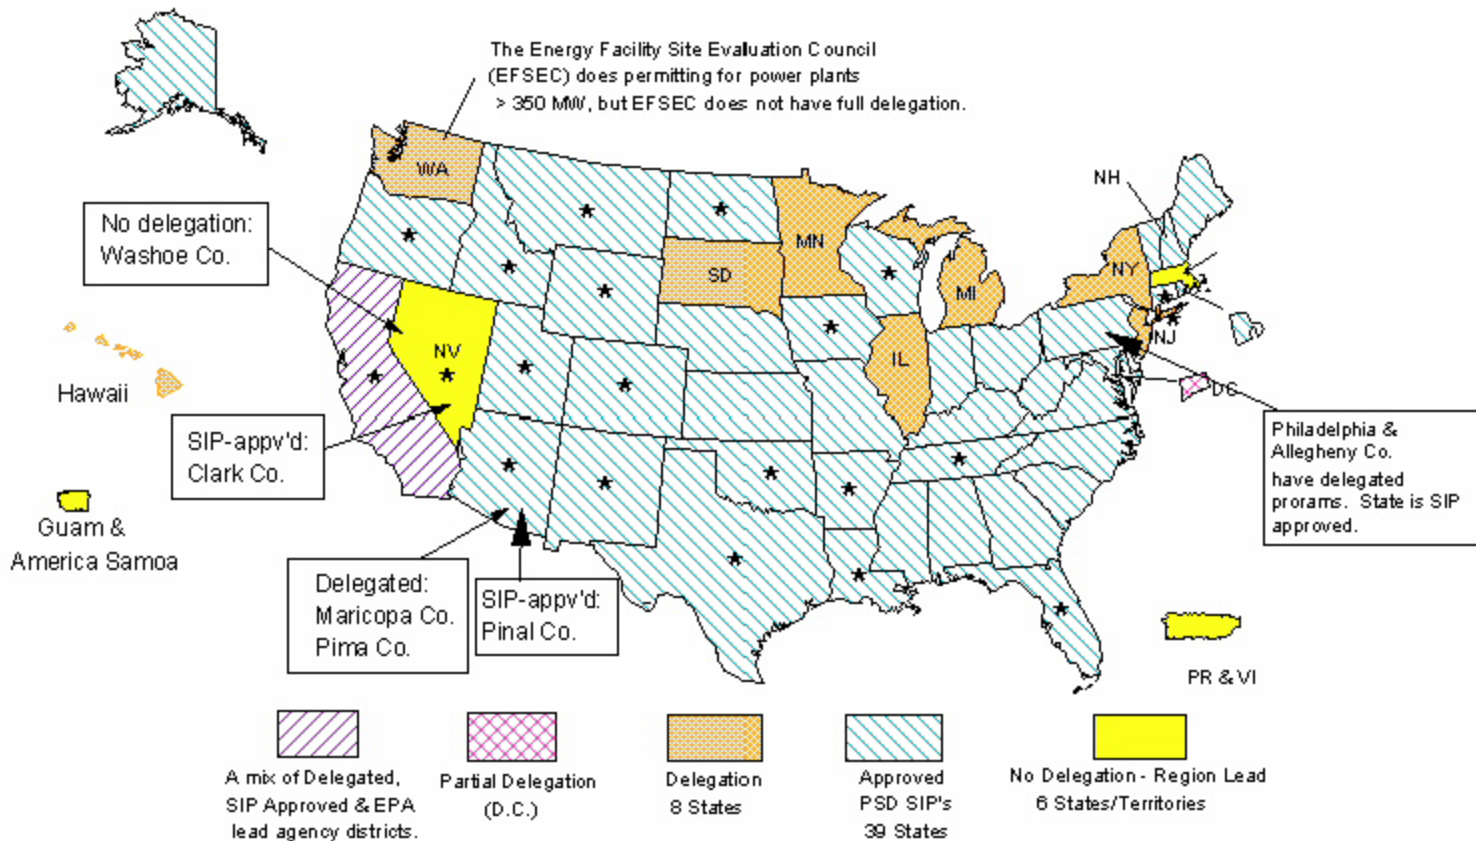 The Energy Facility Site Evaluation Council
(EFSEC) does permitting for power plants
> 350 MW, but EFSEC does not have full delegation.
WA
NH
No delegation:
Washoe Co.
MN
SD
NY
MI
NV
IL
NJ
Hawaii
DC
SIP-appv'd:
Clark Co.
Philadelphia &
Allegheny Co.
have delegated
prorams. State is SIP
approved.
Guam &
America Samoa
Delegated:
Maricopa Co.
Pima Co.
SIP-appv'd:
Pinal Co.
PR & VI
A mix of Delegated,
SIP Approved & EPA
lead agency districts.
Partial Delegation
(D.C.)
Delegation
8 States
Approved
PSD SIP's
39 States
No Delegation - Region Lead
6 States/Territories